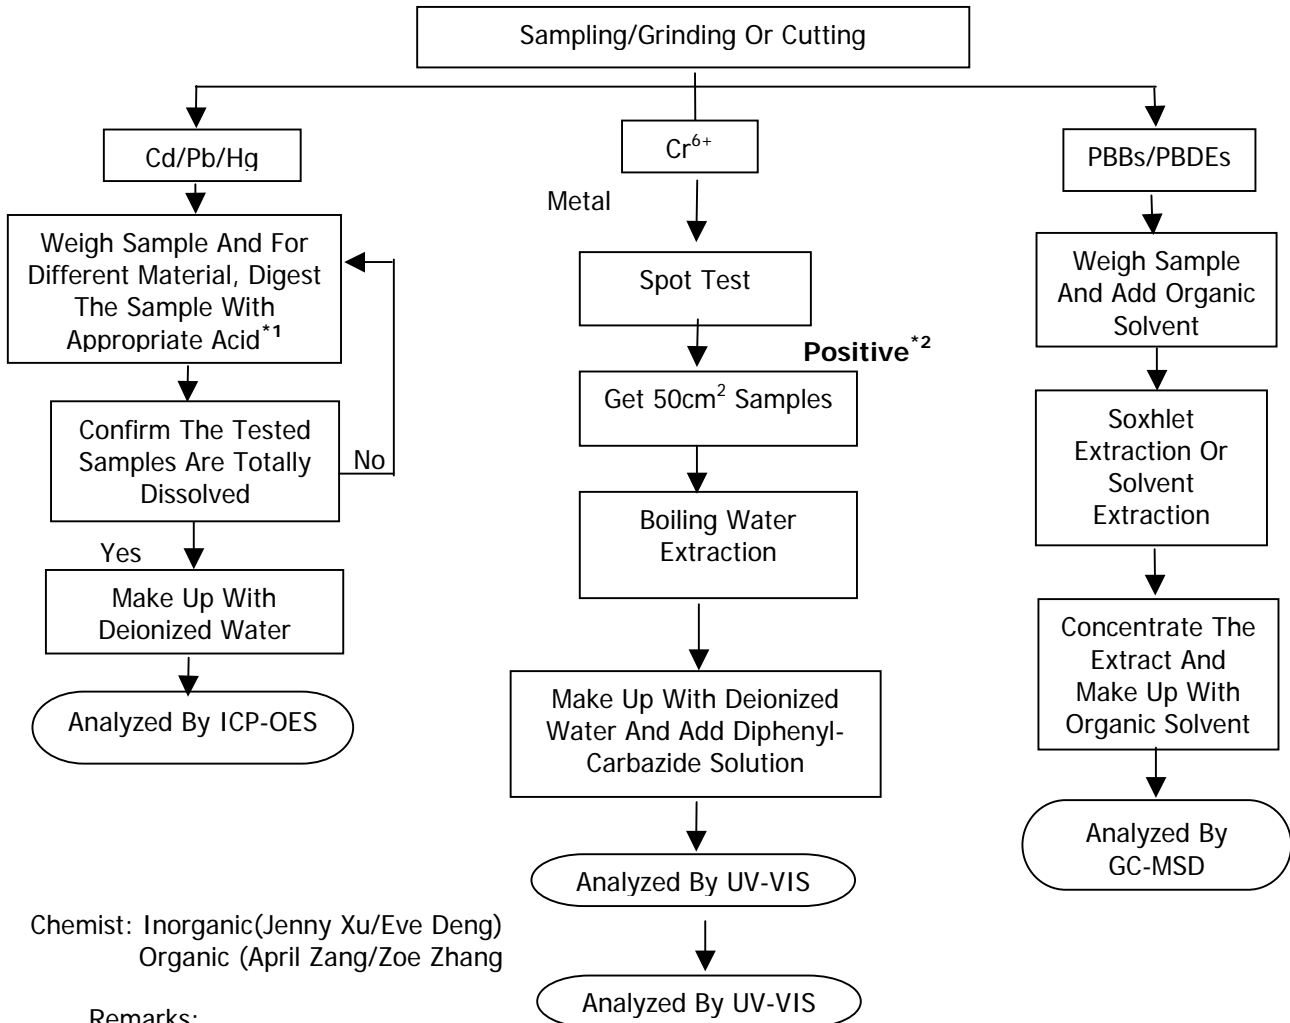 Sampling/Grinding Or Cutting
Cd/Pb/Hg
Weigh Sample And For
Different Material, Digest
The Sample With
Appropriate Acid*1
Confirm The Tested
Samples Are Totally
Dissolved
No
Yes
Make Up With
Deionized Water
Analyzed By ICP-OES
Cr6+
Metal
Spot Test
Positive*2
Get 50cm2 Samples
Boiling Water
Extraction
Make Up With Deionized
Water And Add Diphenyl-
Carbazide Solution
Analyzed By UV-VIS
Analyzed By UV-VIS
PBBs/PBDEs
Weigh Sample
And Add Organic
Solvent
Soxhlet
Extraction Or
Solvent
Extraction
Concentrate The
Extract And
Make Up With
Organic Solvent
Analyzed By
GC-MSD
Chemist: Inorganic(Jenny Xu/Eve Deng)
Organic (April Zang/Zoe Zhang
Remarks: